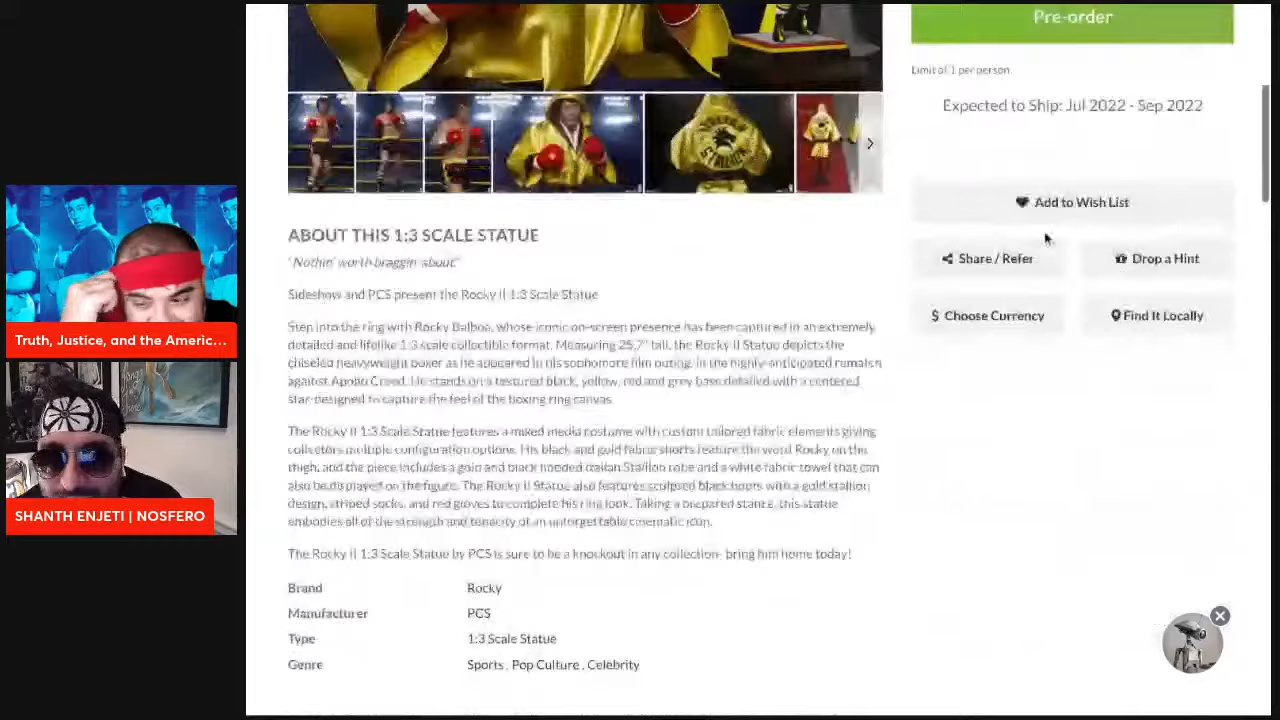 Pre-order
Limit of 1 per person.
Expected to Ship: Jul 2022 - Sep 2022
Add to Wish List
Share / Refer
Drop a Hint
$ Choose Currency
Find It Locally
ABOUT THIS 1:3 SCALE STATUE
"Nothin' worth braggin' about."
Sideshow and PCS present the Rocky II 1:3 Scale Statue
Step into the ring with Rocky Balboa, whose iconic on-screen presence has been captured in an extremely
detailed and lifelike 1:3 scale collectible format. Measuring 25.7" tall, the Rocky II Statue depicts the
chiseled heavyweight boxer as he appeared in his sophomore film outing, in the highly-anticipated rematch
against Apollo Creed. He stands on a textured black, yellow, red and grey base detailed with a centered
star designed to capture the feel of the boxing ring canvas.
The Rocky II 1:3 Scale Statue features a mixed media costume with custom tailored fabric elements giving
collectors multiple configuration options. His black and gold fabric shorts feature the word Rocky on the
thigh, and the piece includes a gold and black hooded Italian Stallion robe and a white fabric towel that can
also be displayed on the figure. The Rocky II Statue also features sculpted black boots with a gold stallion
design, striped socks, and red gloves to complete his ring look. Taking a prepared stance, this statue
embodies all of the strength and tenacity of an unforgettable cinematic icon.
The Rocky II 1:3 Scale Statue by PCS is sure to be a knockout in any collection- bring him home today!
Brand Rocky
Manufacturer PCS
Type 1:3 Scale Statue
Genre Sports , Pop Culture , Celebrity
Truth, Justice, and the Americ...
SHANTH ENJETI | NOSFERO